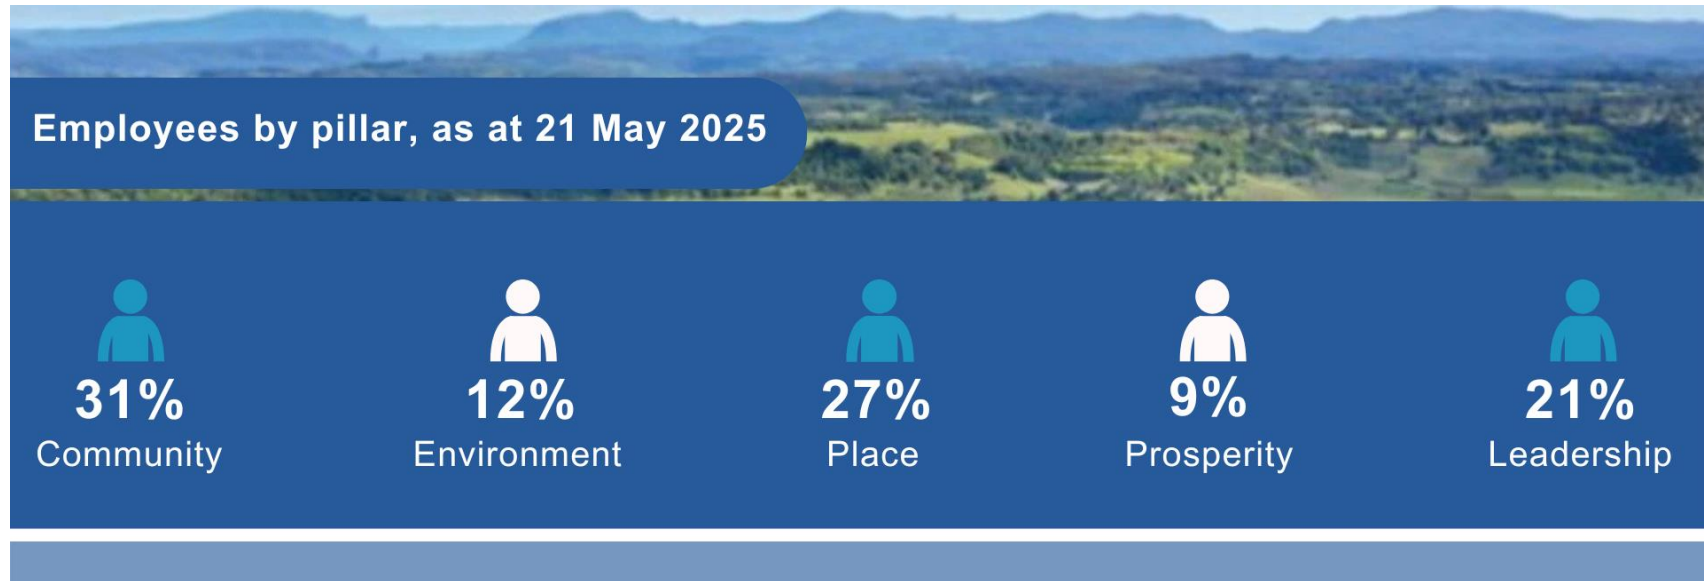 Employees by pillar, as at 21 May 2025
31%
Community
12%
Environment
27%
Place
9%
Prosperity
21%
Leadership